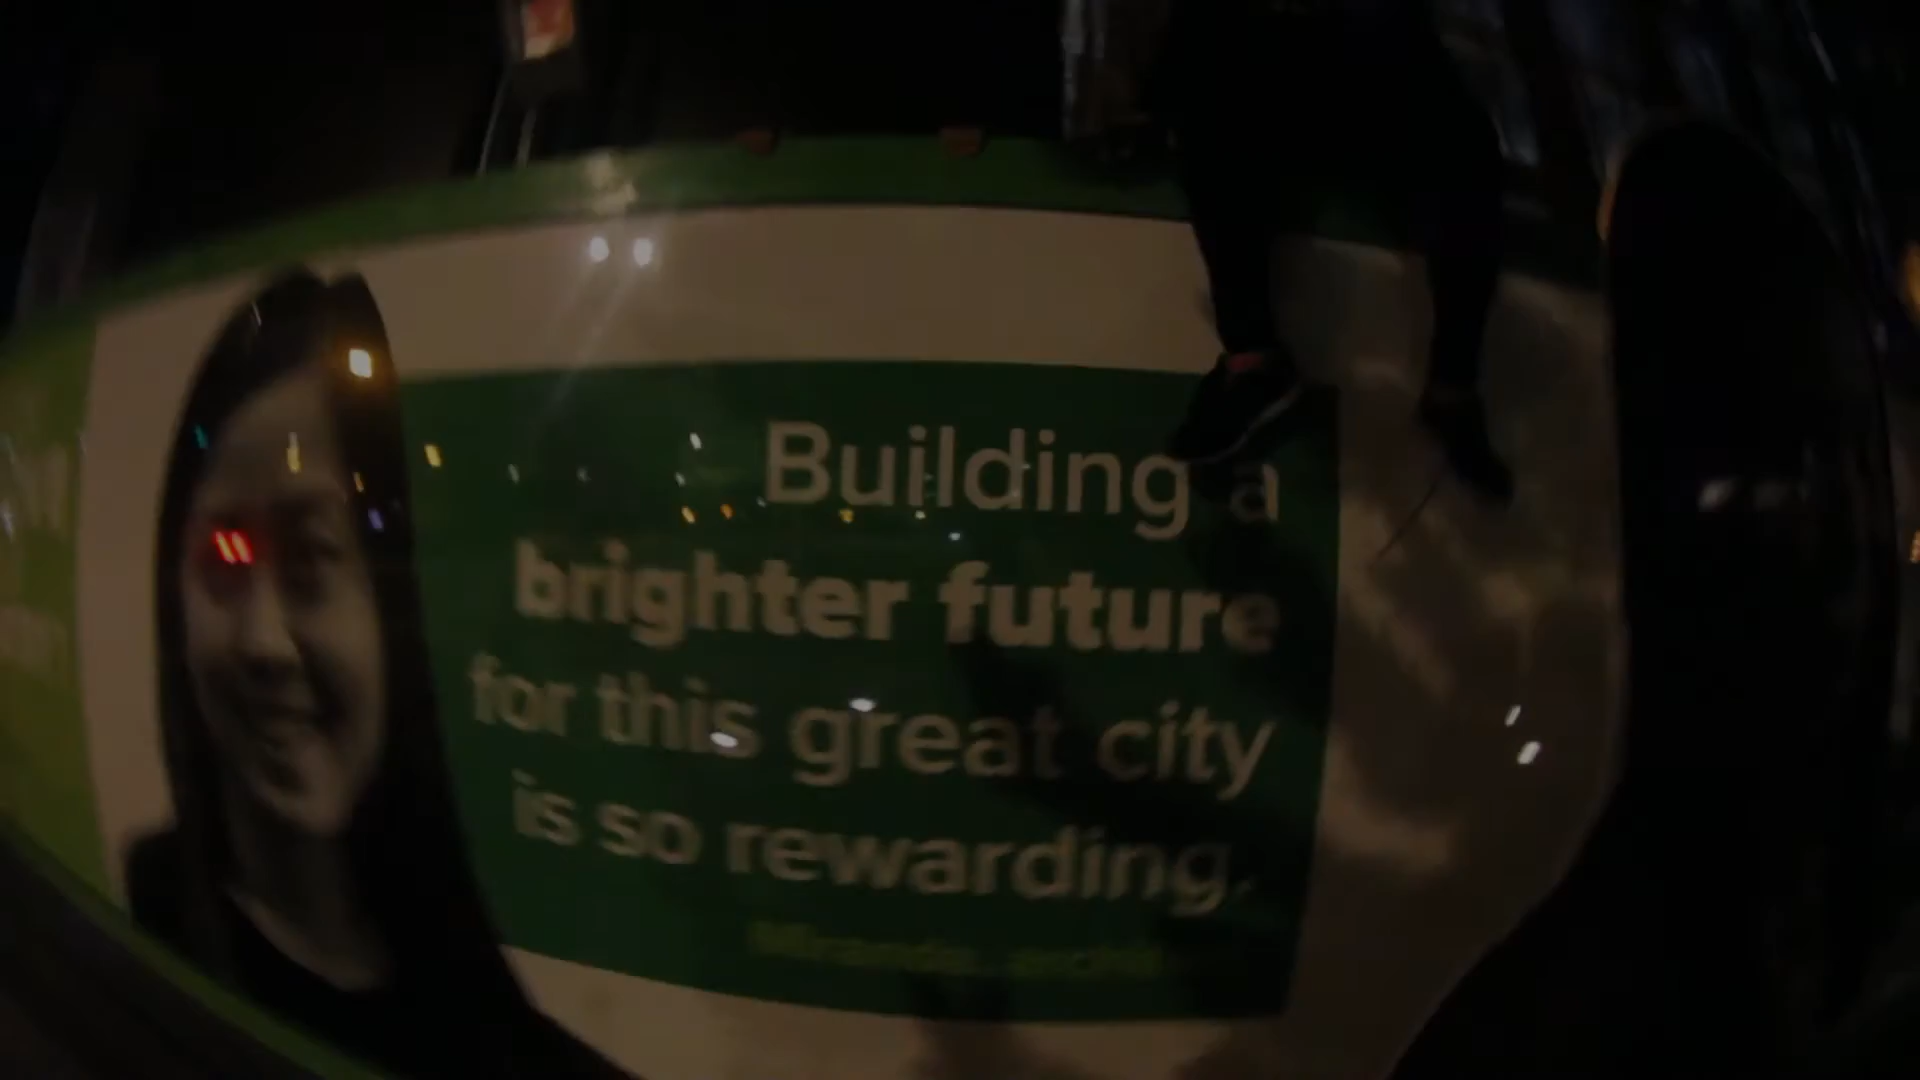 Building a
brighter future
for this great city
is so rewarding.